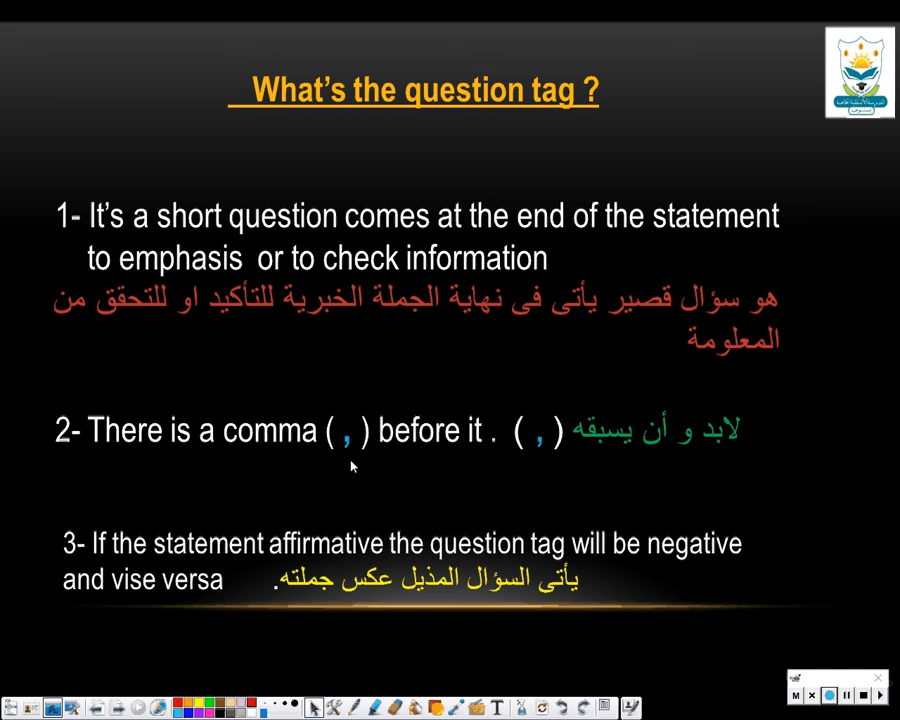 What's the question tag ?
1- It's a short question comes at the end of the statement
to emphasis or to check information
هو سؤال قصير يأتى فى نهاية الجملة الخبرية للتأكيد او للتحقق من
المعلومة
2- There is a comma ( , ) before it . ( , ) لابد و أن يسبقه
3- If the statement affirmative the question tag will be negative
and vise versa يأتى السؤال المذيل عكس جملته.
M